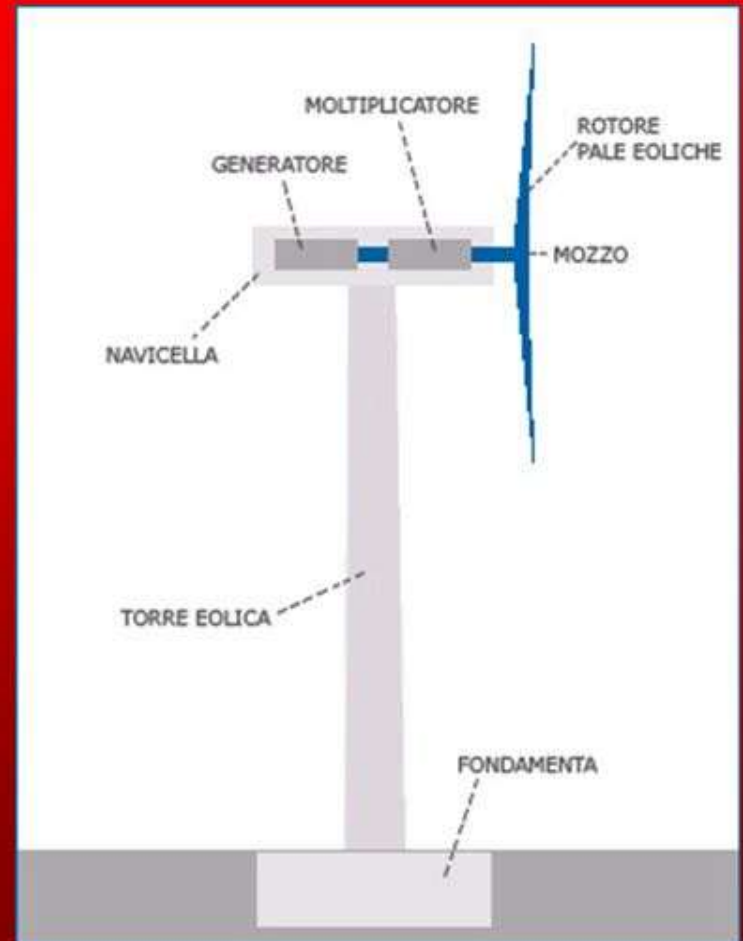 MOLTIPLICATORE
ROTORE
PALE EOLICHE
GENERATORE
MOZZO
NAVICELLA
TORRE EOLICA
FONDAMENTA